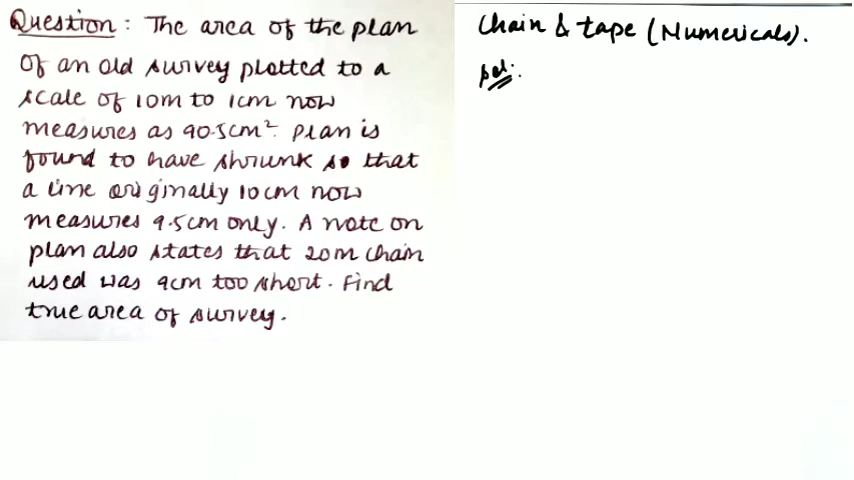 Question: The area of the plan
of an old survey plotted to a
scale of 10m to 1cm now
measures as 90.5cm². Plan is
found to have shrunk so that
a line originally 10cm now
measures 9.5cm only. A note on
plan also states that 20m chain
used was 9cm too short. Find
true area of survey.
Chain & tape (Numericals).
Sol: